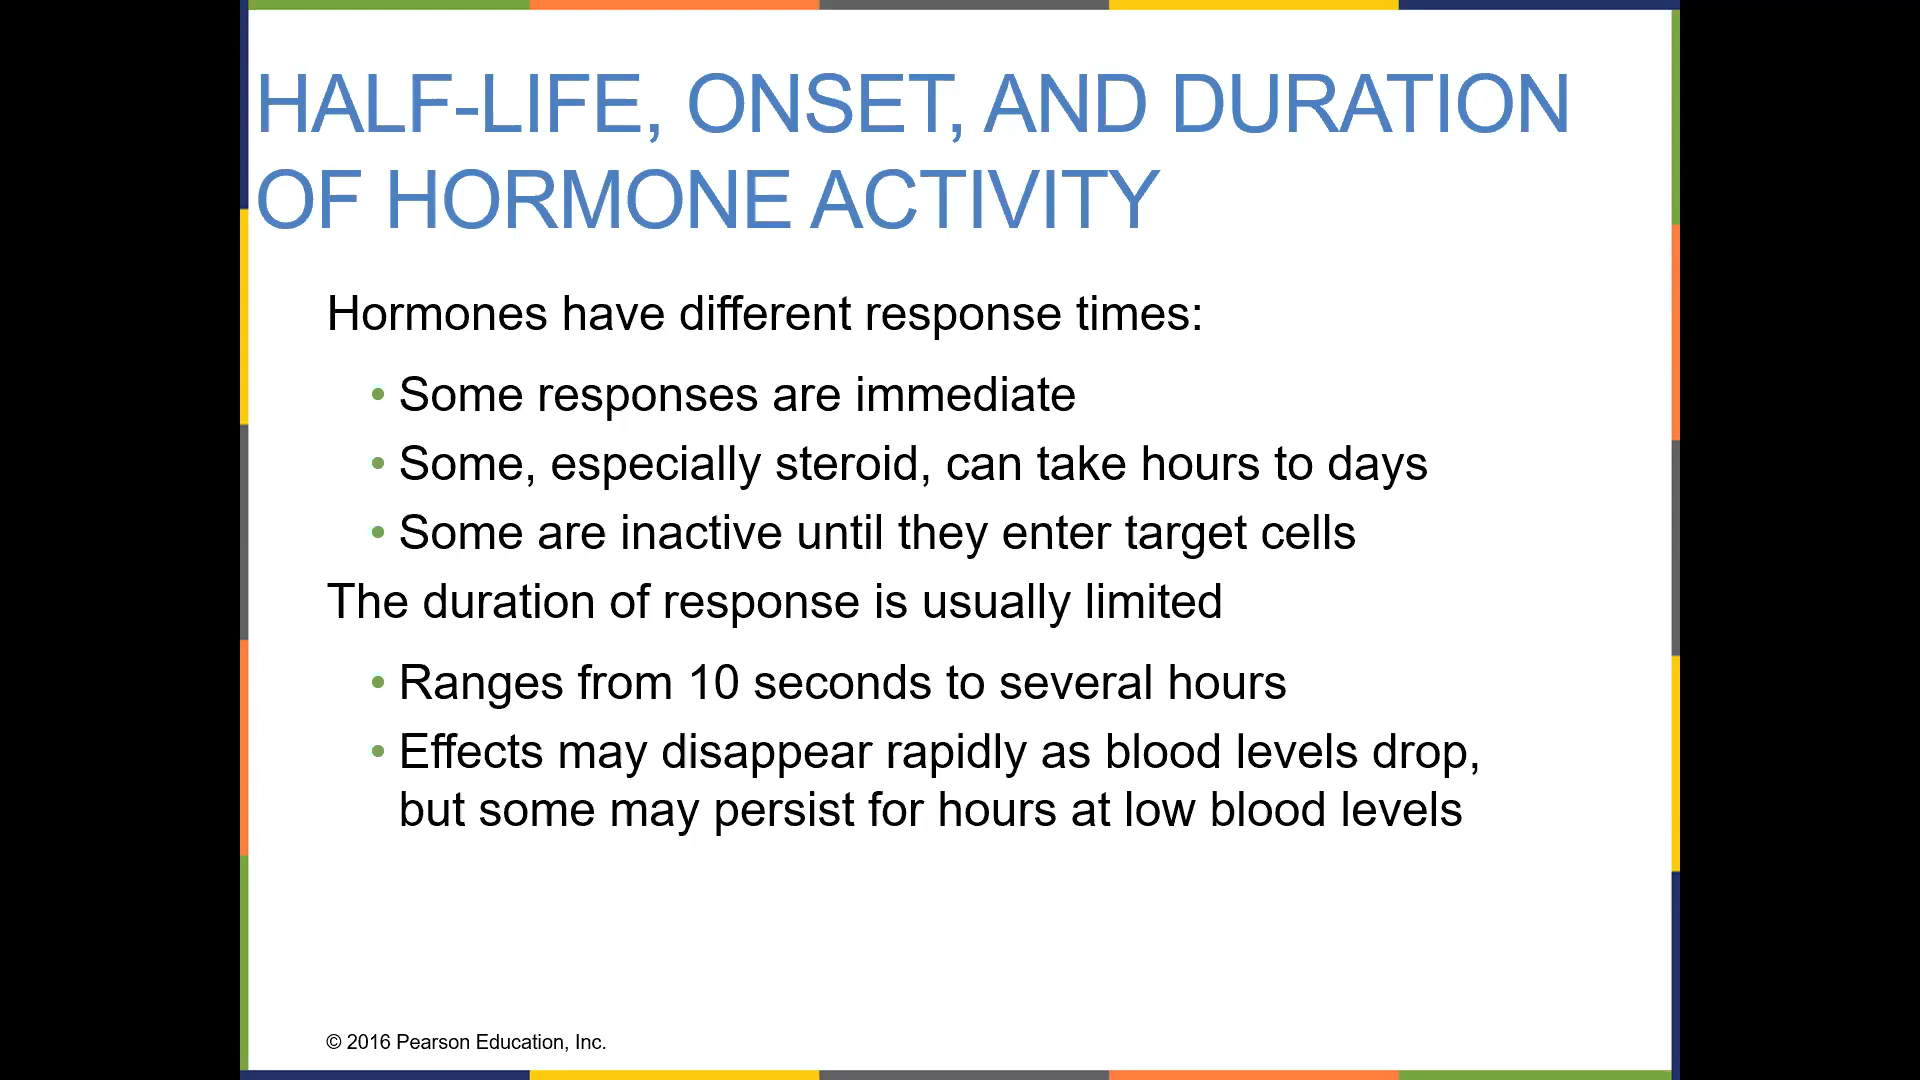 HALF-LIFE, ONSET, AND DURATION
OF HORMONE ACTIVITY
Hormones have different response times:
• Some responses are immediate
• Some, especially steroid, can take hours to days
• Some are inactive until they enter target cells
The duration of response is usually limited
• Ranges from 10 seconds to several hours
• Effects may disappear rapidly as blood levels drop,
but some may persist for hours at low blood levels
© 2016 Pearson Education, Inc.